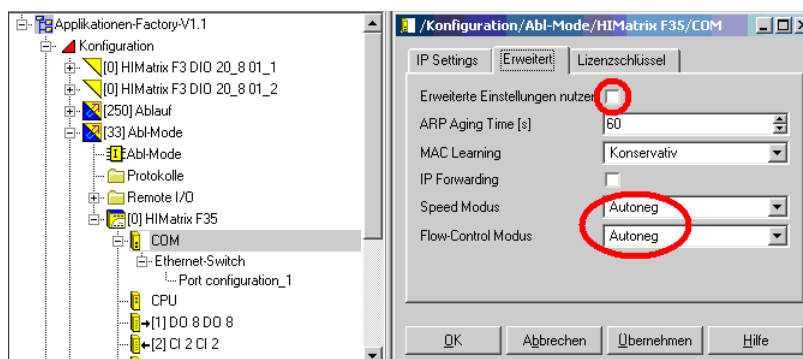 Applikationen-Factory-V1.1
Konfiguration
[0] HIMatrix F3 DIO 20_8 01_1
[0] HIMatrix F3 DIO 20_8 01_2
[250] Ablauf
[33] Abl-Mode
Abl-Mode
Protokolle
Remote I/O
[0] HIMatrix F35
COM
Ethernet-Switch
Port configuration_1
CPU
[1] DO 8 DO 8
[2] CI 2 CI 2
/Konfiguration/Abl-Mode/HIMatrix F35/COM
IP Settings Erweitert Lizenzschlüssel
Erweiterte Einstellungen nutzen
ARP Aging Time [s] 60
MAC Learning Konservativ
IP Forwarding
Speed Modus Autoneg
Flow-Control Modus Autoneg
OK Abbrechen Übernehmen Hilfe